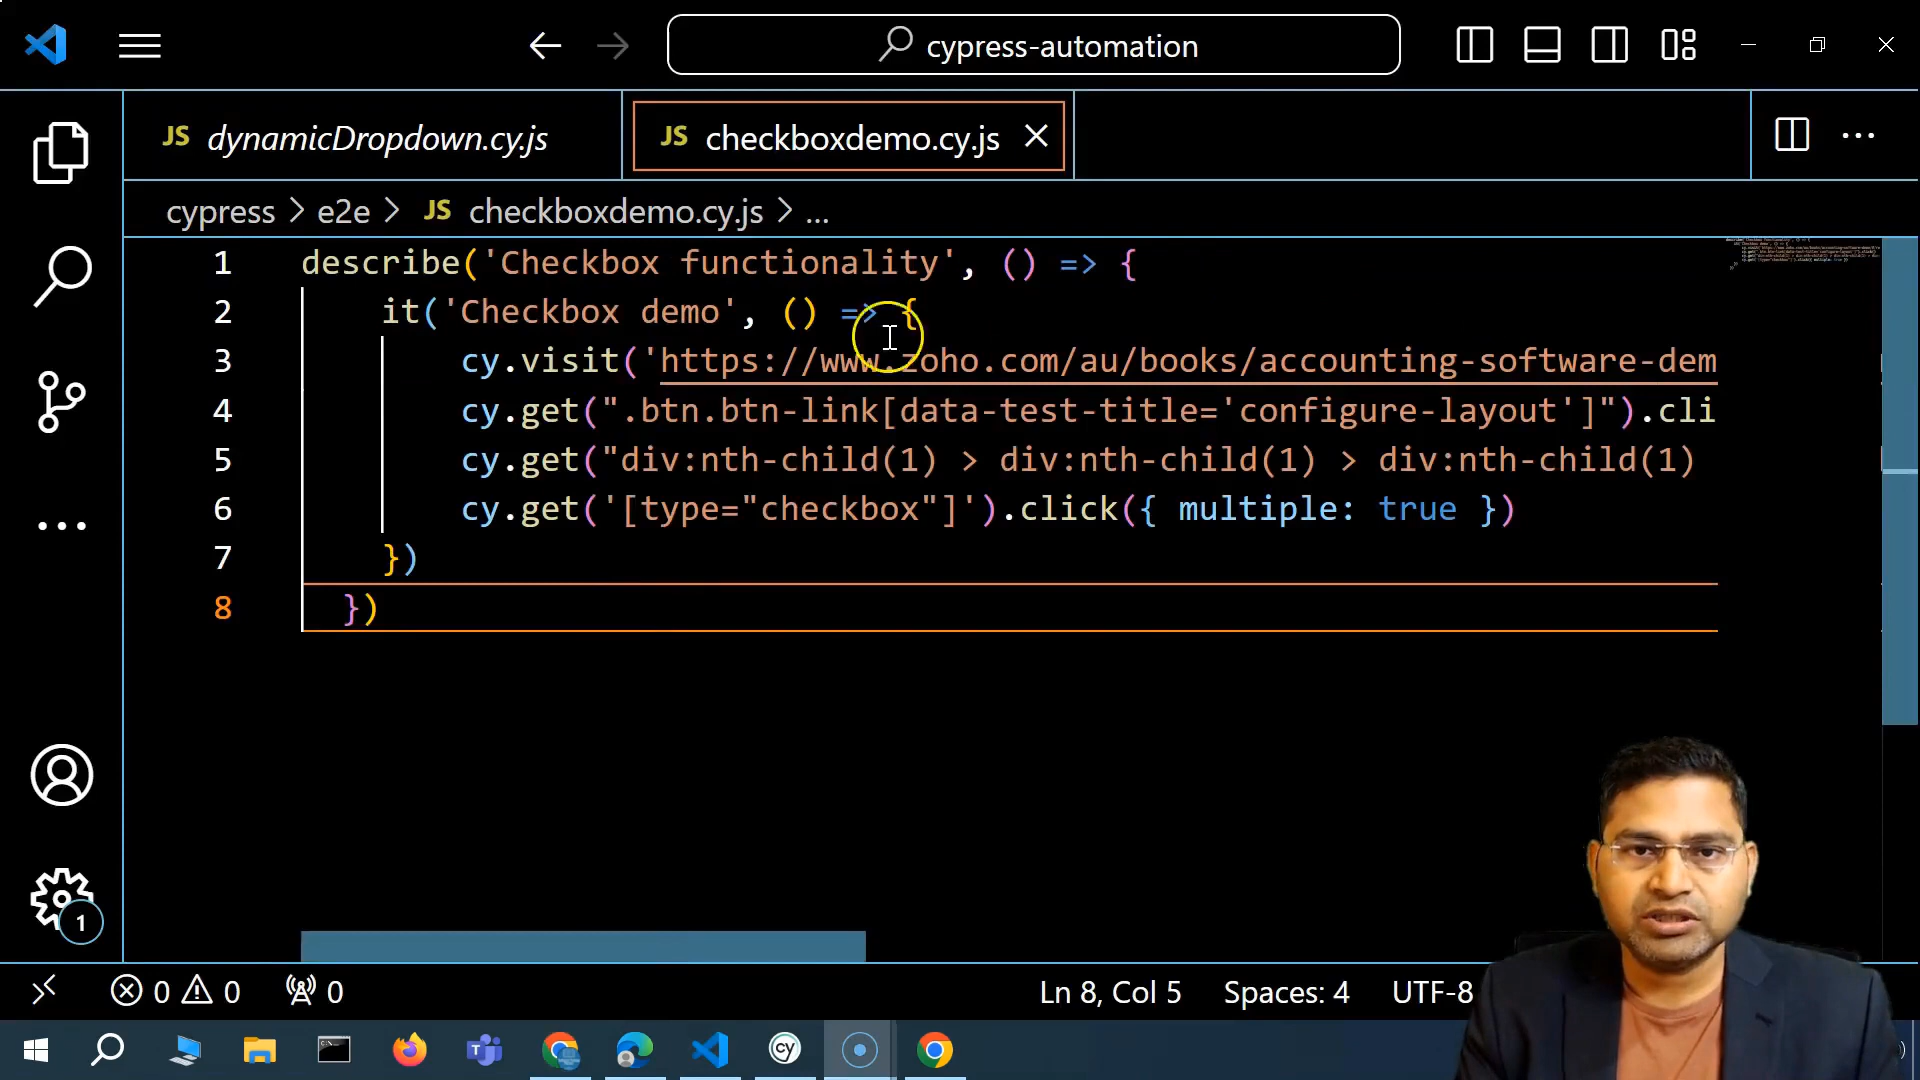 cypress-automation
JS dynamicDropdown.cy.js
JS checkboxdemo.cy.js
cypress > e2e > JS checkboxdemo.cy.js > ...
1 describe('Checkbox functionality', () => {
2 it('Checkbox demo', () => {
3 cy.visit('https://www.zoho.com/au/books/accounting-software-dem
4 cy.get(".btn.btn-link[data-test-title='configure-layout']").cli
5 cy.get("div:nth-child(1) > div:nth-child(1) > div:nth-child(1)
6 cy.get('[type="checkbox"]').click({ multiple: true })
7 })
8 })
1
0 0 0
Ln 8, Col 5 Spaces: 4 UTF-8
cy